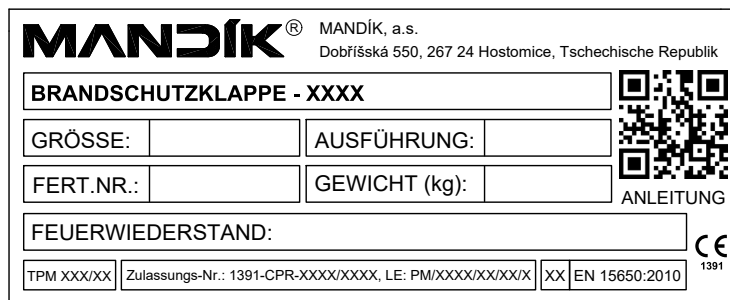 MANDÍK® MANDÍK, a.s.
Dobříšská 550, 267 24 Hostomice, Tschechische Republik
BRANDSCHUTZKLAPPE - XXXX
GRÖSSE: AUSFÜHRUNG:
FERT.NR.: GEWICHT (kg):
ANLEITUNG
FEUERWIEDERSTAND:
CE
1391
TPM XXX/XX Zulassungs-Nr.: 1391-CPR-XXXX/XXXX, LE: PM/XXXX/XX/XX/X XX EN 15650:2010